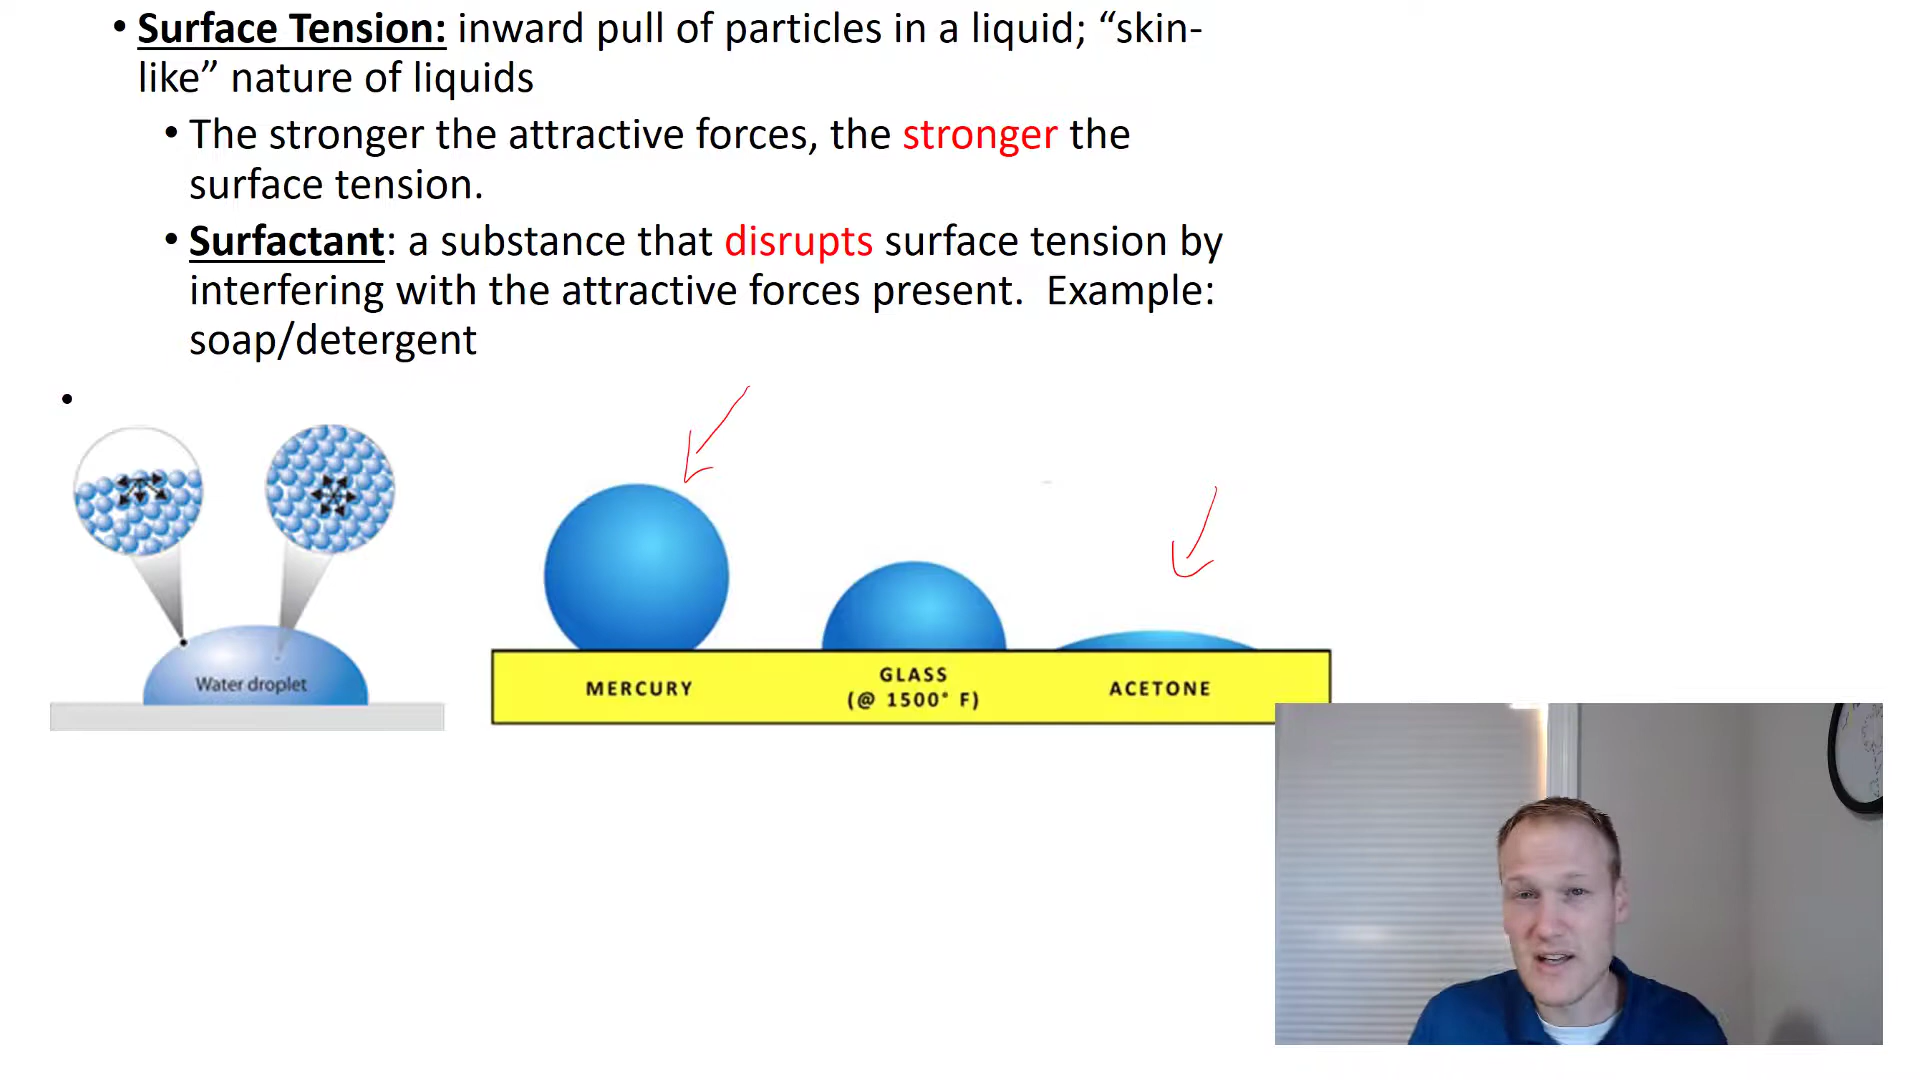 • Surface Tension: inward pull of particles in a liquid; “skin-
like” nature of liquids
• The stronger the attractive forces, the stronger the
surface tension.
• Surfactant: a substance that disrupts surface tension by
interfering with the attractive forces present.  Example:
soap/detergent
•
Water droplet
MERCURY
GLASS
(@ 1500° F)
ACETONE